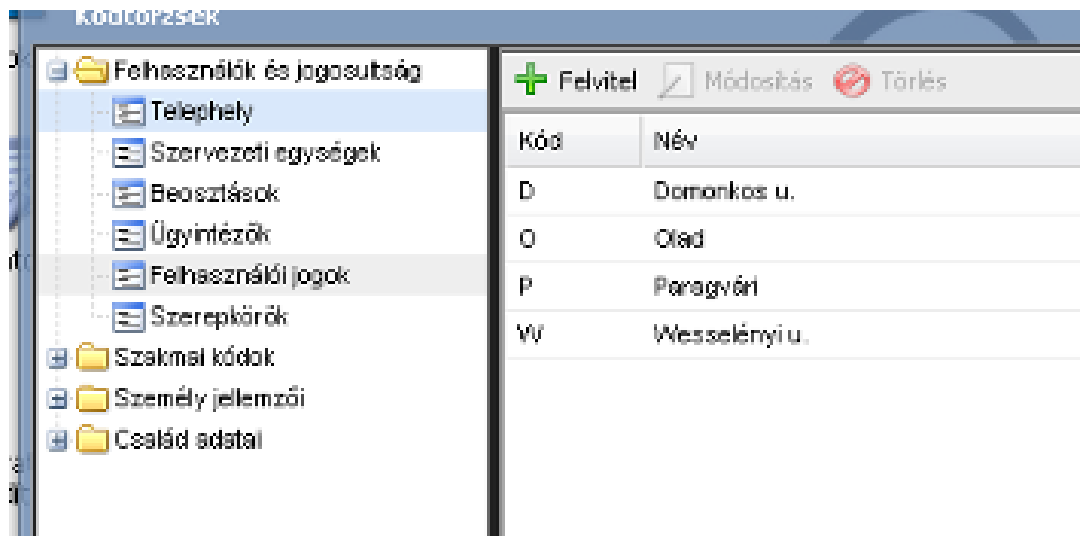 Kódtörzsek
Felhasználók és jogosultság
Telephely
Szervezeti egységek
Beosztások
Ügyintézők
Felhasználói jogok
Szerepkörök
Szakmai kódok
Személy jellemzői
Család adatai
Felvitel Módosítás Törlés
Kód Név
D Domonkos u.
O Olad
P Paragvári
W Wesselényi u.